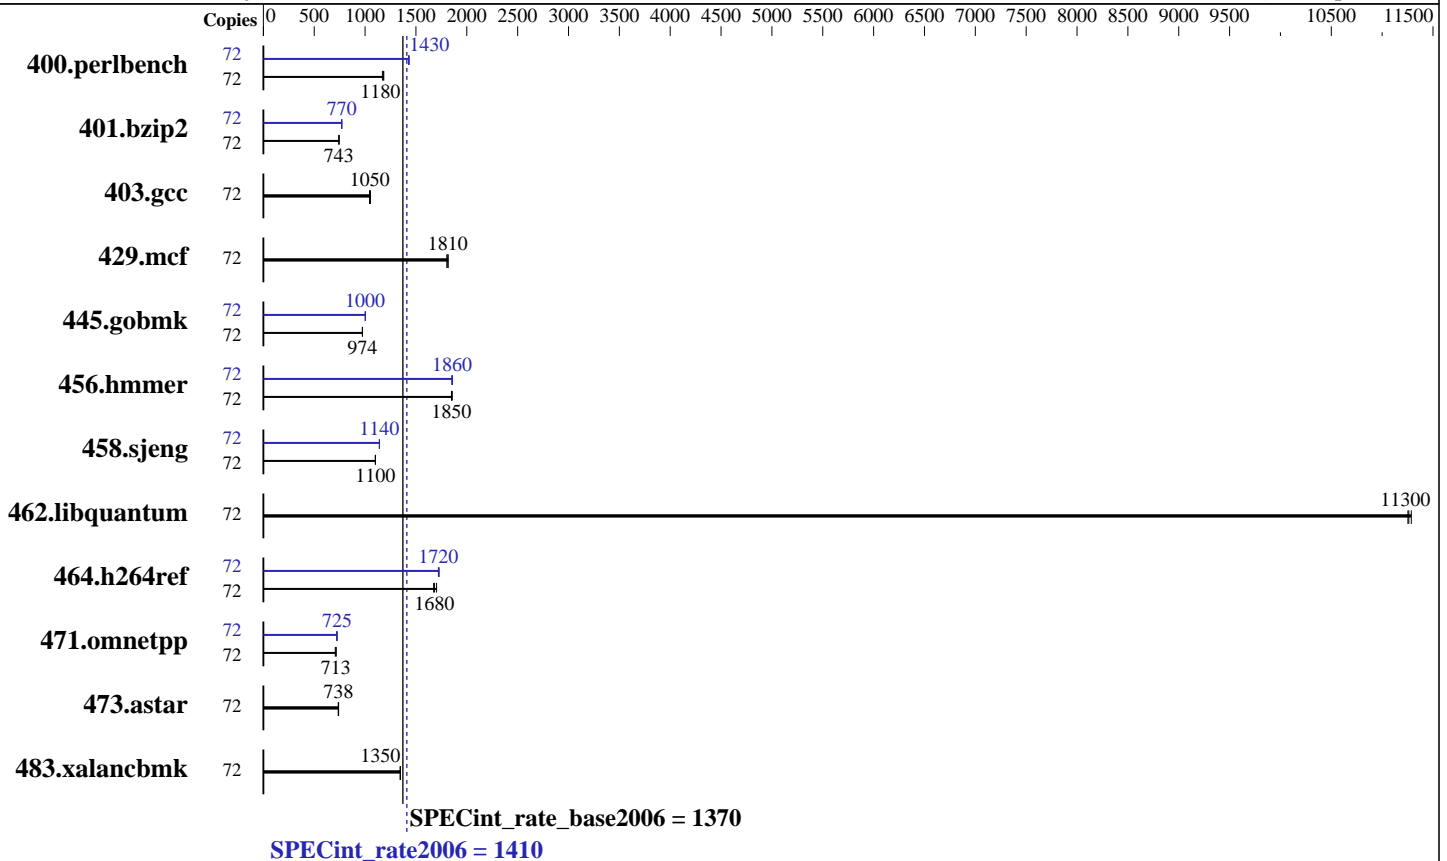 Copies 0 500 1000 1500 2000 2500 3000 3500 4000 4500 5000 5500 6000 6500 7000 7500 8000 8500 9000 9500 10500 11500
400.perlbench 72 1430
72 1180
401.bzip2 72 770
72 743
403.gcc 72 1050
429.mcf 72 1810
445.gobmk 72 1000
72 974
456.hmmer 72 1860
72 1850
458.sjeng 72 1140
72 1100
462.libquantum 72 11300
464.h264ref 72 1720
72 1680
471.omnetpp 72 725
72 713
473.astar 72 738
483.xalancbmk 72 1350
SPECint_rate_base2006 = 1370
SPECint_rate2006 = 1410